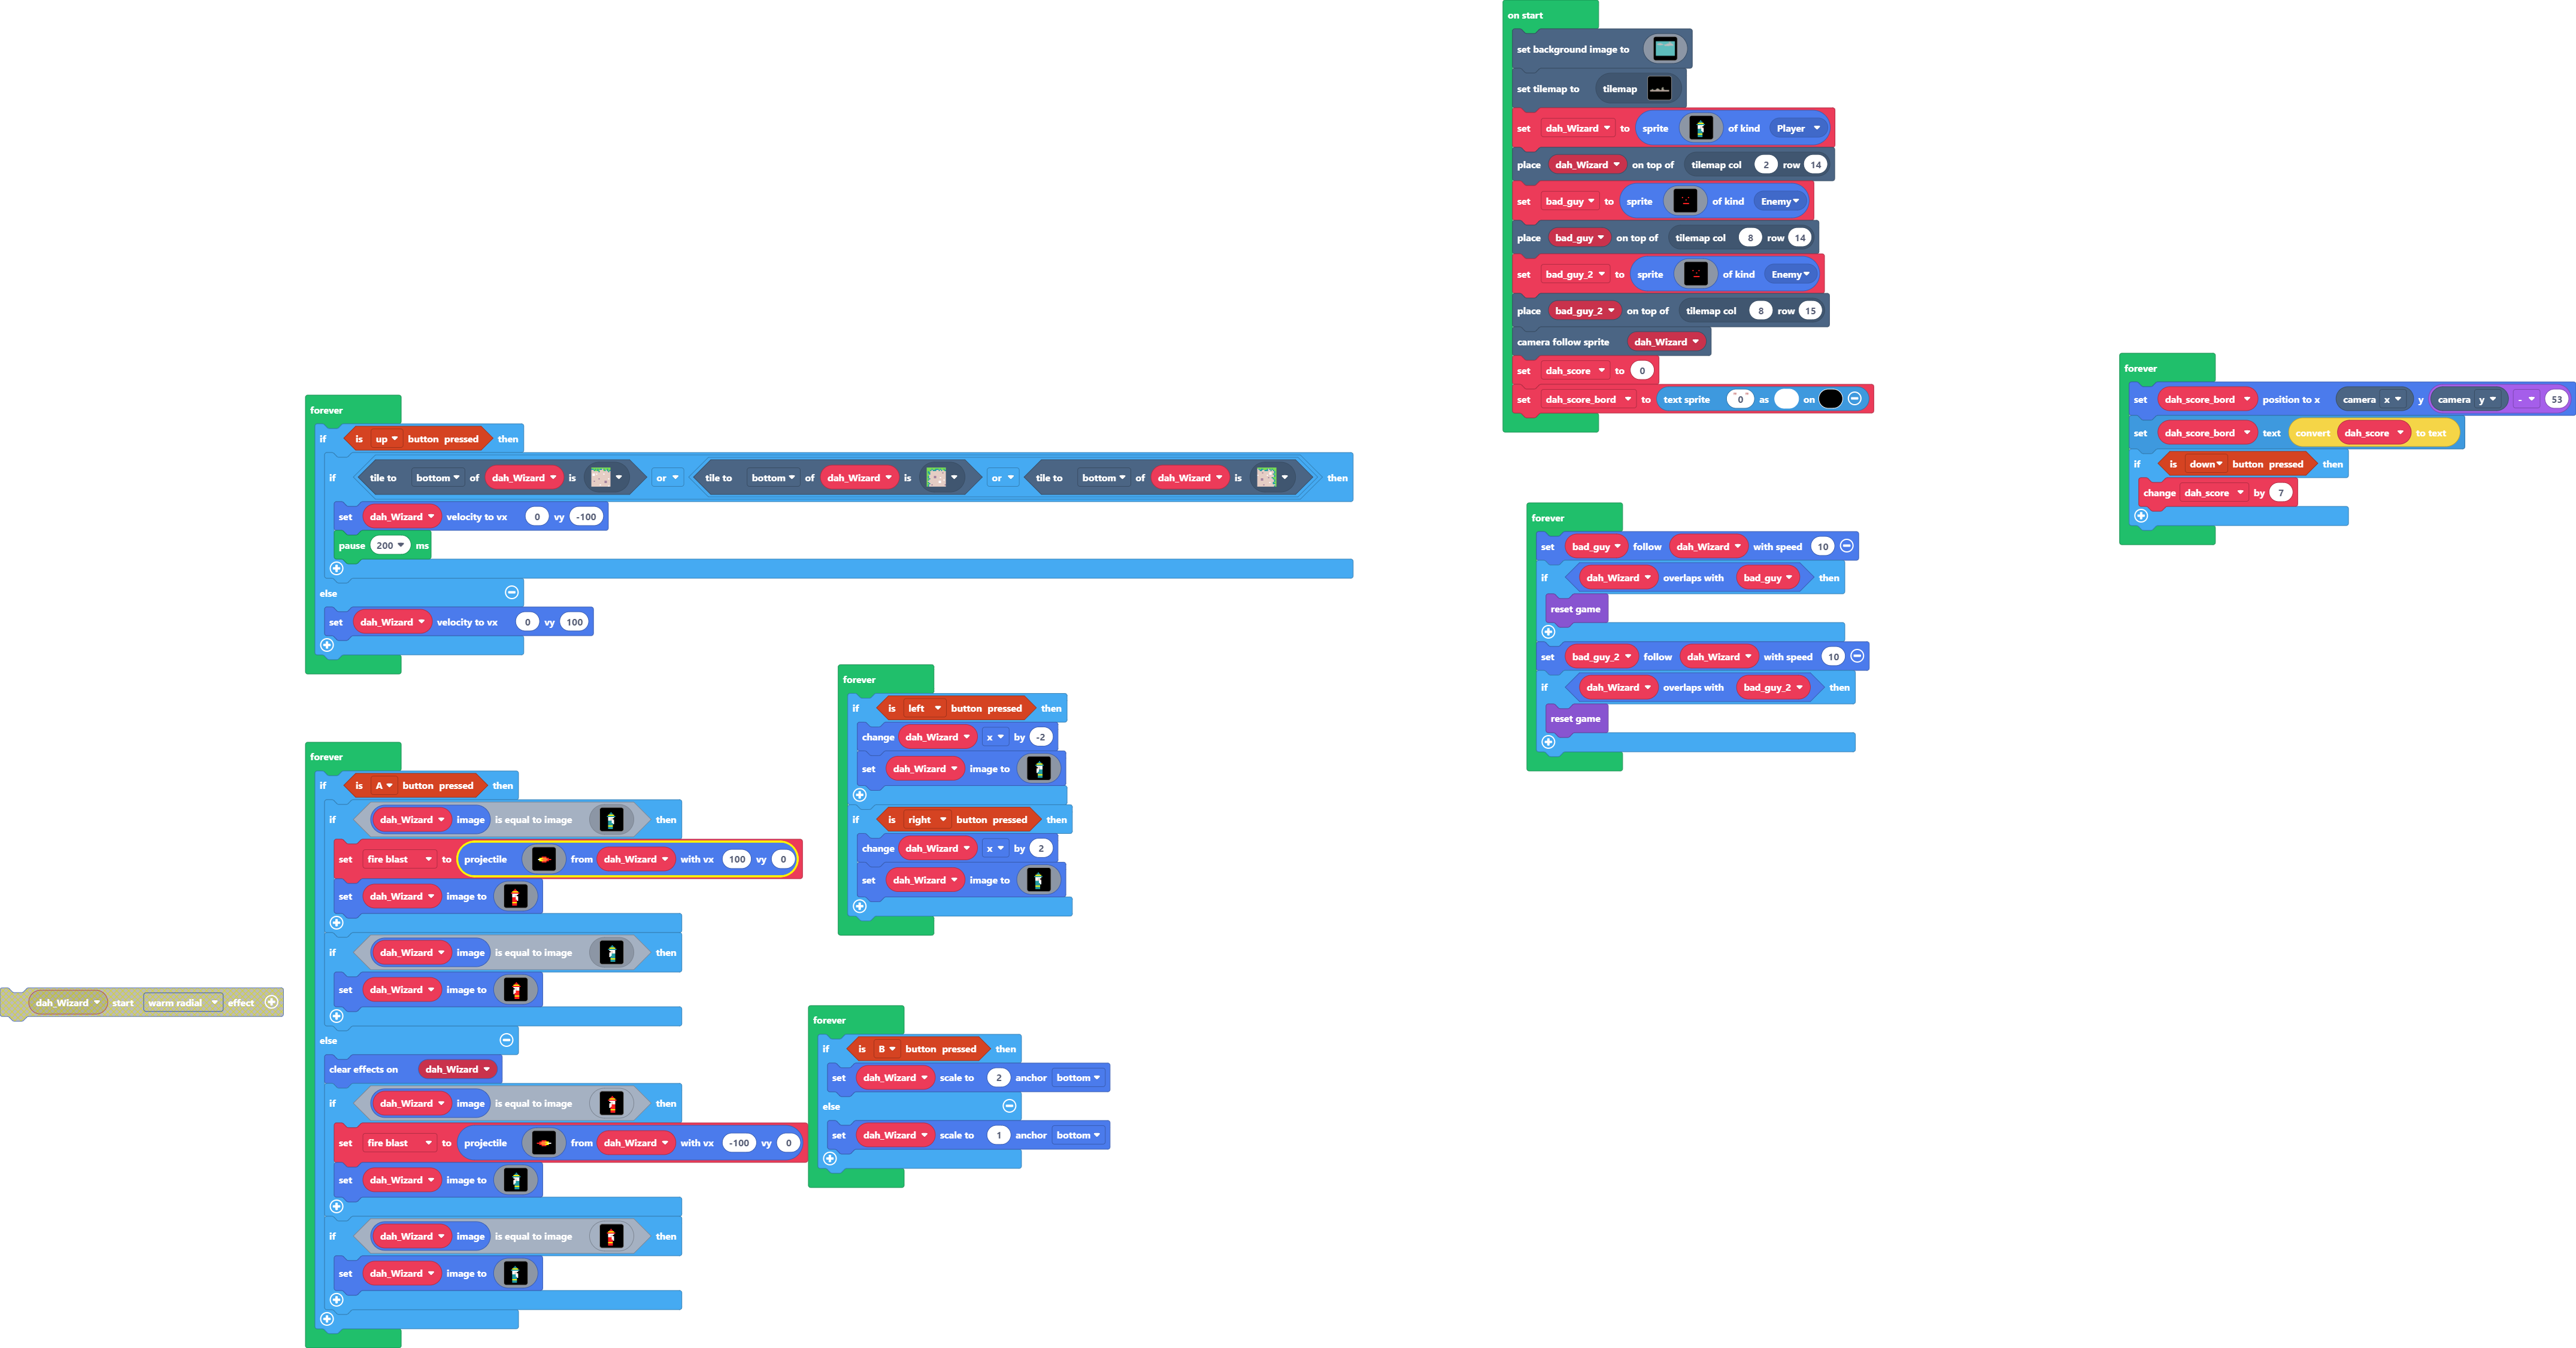 on start
set background image to
set tilemap to tilemap
set dah_Wizard to sprite of kind Player
place dah_Wizard on top of tilemap col 2 row 14
set bad_guy to sprite of kind Enemy
place bad_guy on top of tilemap col 8 row 14
set bad_guy_2 to sprite of kind Enemy
place bad_guy_2 on top of tilemap col 8 row 15
camera follow sprite dah_Wizard
set dah_score to 0
set dah_score_bord to text sprite "0" as on
forever
set dah_score_bord position to x camera x y camera y - 53
set dah_score_bord text convert dah_score to text
if is down button pressed then
change dah_score by 7
forever
if is up button pressed then
if tile to bottom of dah_Wizard is or tile to bottom of dah_Wizard is or tile to bottom of dah_Wizard is then
set dah_Wizard velocity to vx 0 vy -100
pause 200 ms
else
set dah_Wizard velocity to vx 0 vy 100
forever
set bad_guy follow dah_Wizard with speed 10
if dah_Wizard overlaps with bad_guy then
reset game
set bad_guy_2 follow dah_Wizard with speed 10
if dah_Wizard overlaps with bad_guy_2 then
reset game
forever
if is left button pressed then
change dah_Wizard x by -2
set dah_Wizard image to
if is right button pressed then
change dah_Wizard x by 2
set dah_Wizard image to
forever
if is A button pressed then
if dah_Wizard image is equal to image then
set fire blast to projectile from dah_Wizard with vx 100 vy 0
set dah_Wizard image to
if dah_Wizard image is equal to image then
set dah_Wizard image to
else
clear effects on dah_Wizard
if dah_Wizard image is equal to image then
set fire blast to projectile from dah_Wizard with vx -100 vy 0
set dah_Wizard image to
if dah_Wizard image is equal to image then
set dah_Wizard image to
dah_Wizard start warm radial effect
forever
if is B button pressed then
set dah_Wizard scale to 2 anchor bottom
else
set dah_Wizard scale to 1 anchor bottom